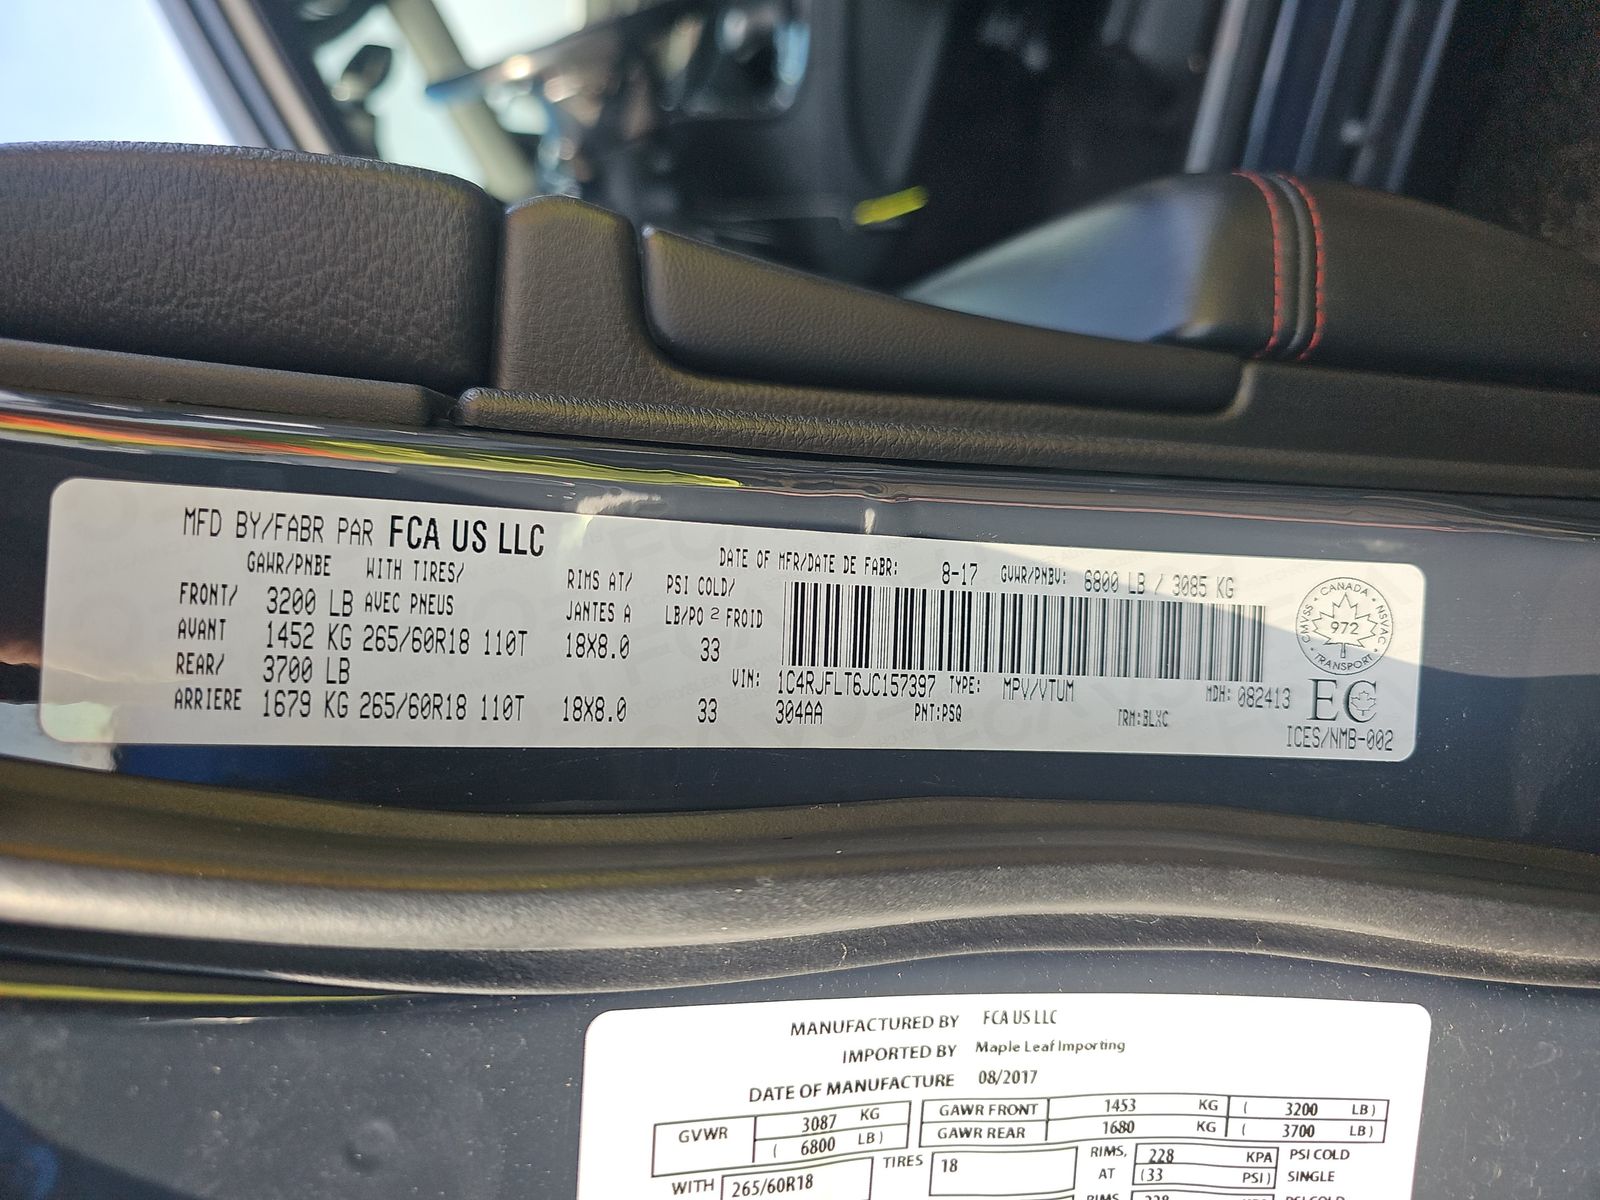 MFD BY/FABR PAR FCA US LLC
DATE OF MFR/DATE DE FABR: 8-17 GVWR/PNBV: 6800 LB / 3085 KG
GAWR/PNBE WITH TIRES/ RIMS AT/ PSI COLD/
FRONT/ 3200 LB AVEC PNEUS JANTES A LB/PO 2 FROID
AVANT 1452 KG 265/60R18 110T 18X8.0 33
REAR/ 3700 LB
ARRIERE 1679 KG 265/60R18 110T 18X8.0 33
VIN: 1C4RJFLT6JC157397 TYPE: MPV/VTUM MDH: 082413
304AA PNT:PSQ TRM:BLXC
CANADA
CMVSS 972 NSVAC
TRANSPORT
EC
ICES/NMB-002
MANUFACTURED BY FCA US LLC
IMPORTED BY Maple Leaf Importing
DATE OF MANUFACTURE 08/2017
GVWR 3087 KG
( 6800 LB )
GAWR FRONT 1453 KG ( 3200 LB )
GAWR REAR 1680 KG ( 3700 LB )
WITH 265/60R18 TIRES 18 RIMS, AT 228 KPA PSI COLD
(33 PSI ) SINGLE
RIMS 228 PSI COLD